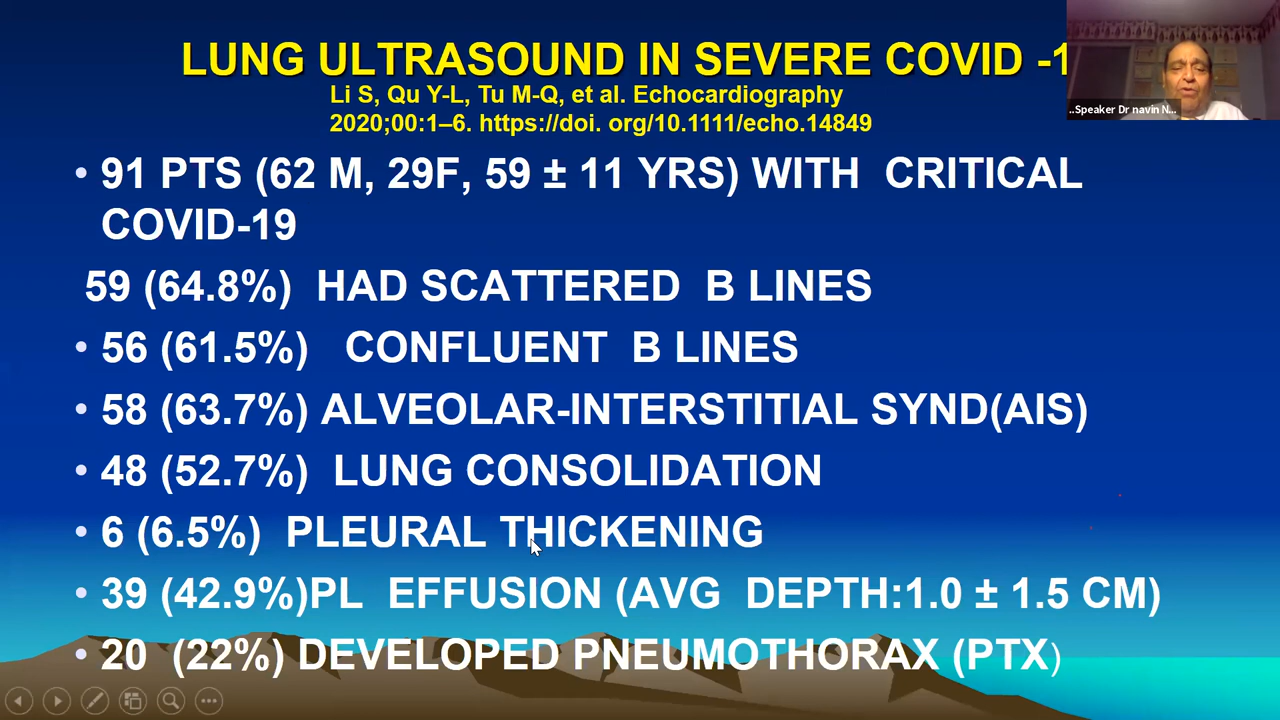 LUNG ULTRASOUND IN SEVERE COVID -1
Li S, Qu Y-L, Tu M-Q, et al. Echocardiography
2020;00:1–6. https://doi. org/10.1111/echo.14849
..Speaker Dr navin N...
• 91 PTS (62 M, 29F, 59 ± 11 YRS) WITH CRITICAL
COVID-19
59 (64.8%) HAD SCATTERED B LINES
• 56 (61.5%) CONFLUENT B LINES
• 58 (63.7%) ALVEOLAR-INTERSTITIAL SYND(AIS)
• 48 (52.7%) LUNG CONSOLIDATION
• 6 (6.5%) PLEURAL THICKENING
• 39 (42.9%)PL EFFUSION (AVG DEPTH:1.0 ± 1.5 CM)
• 20 (22%) DEVELOPED PNEUMOTHORAX (PTX)